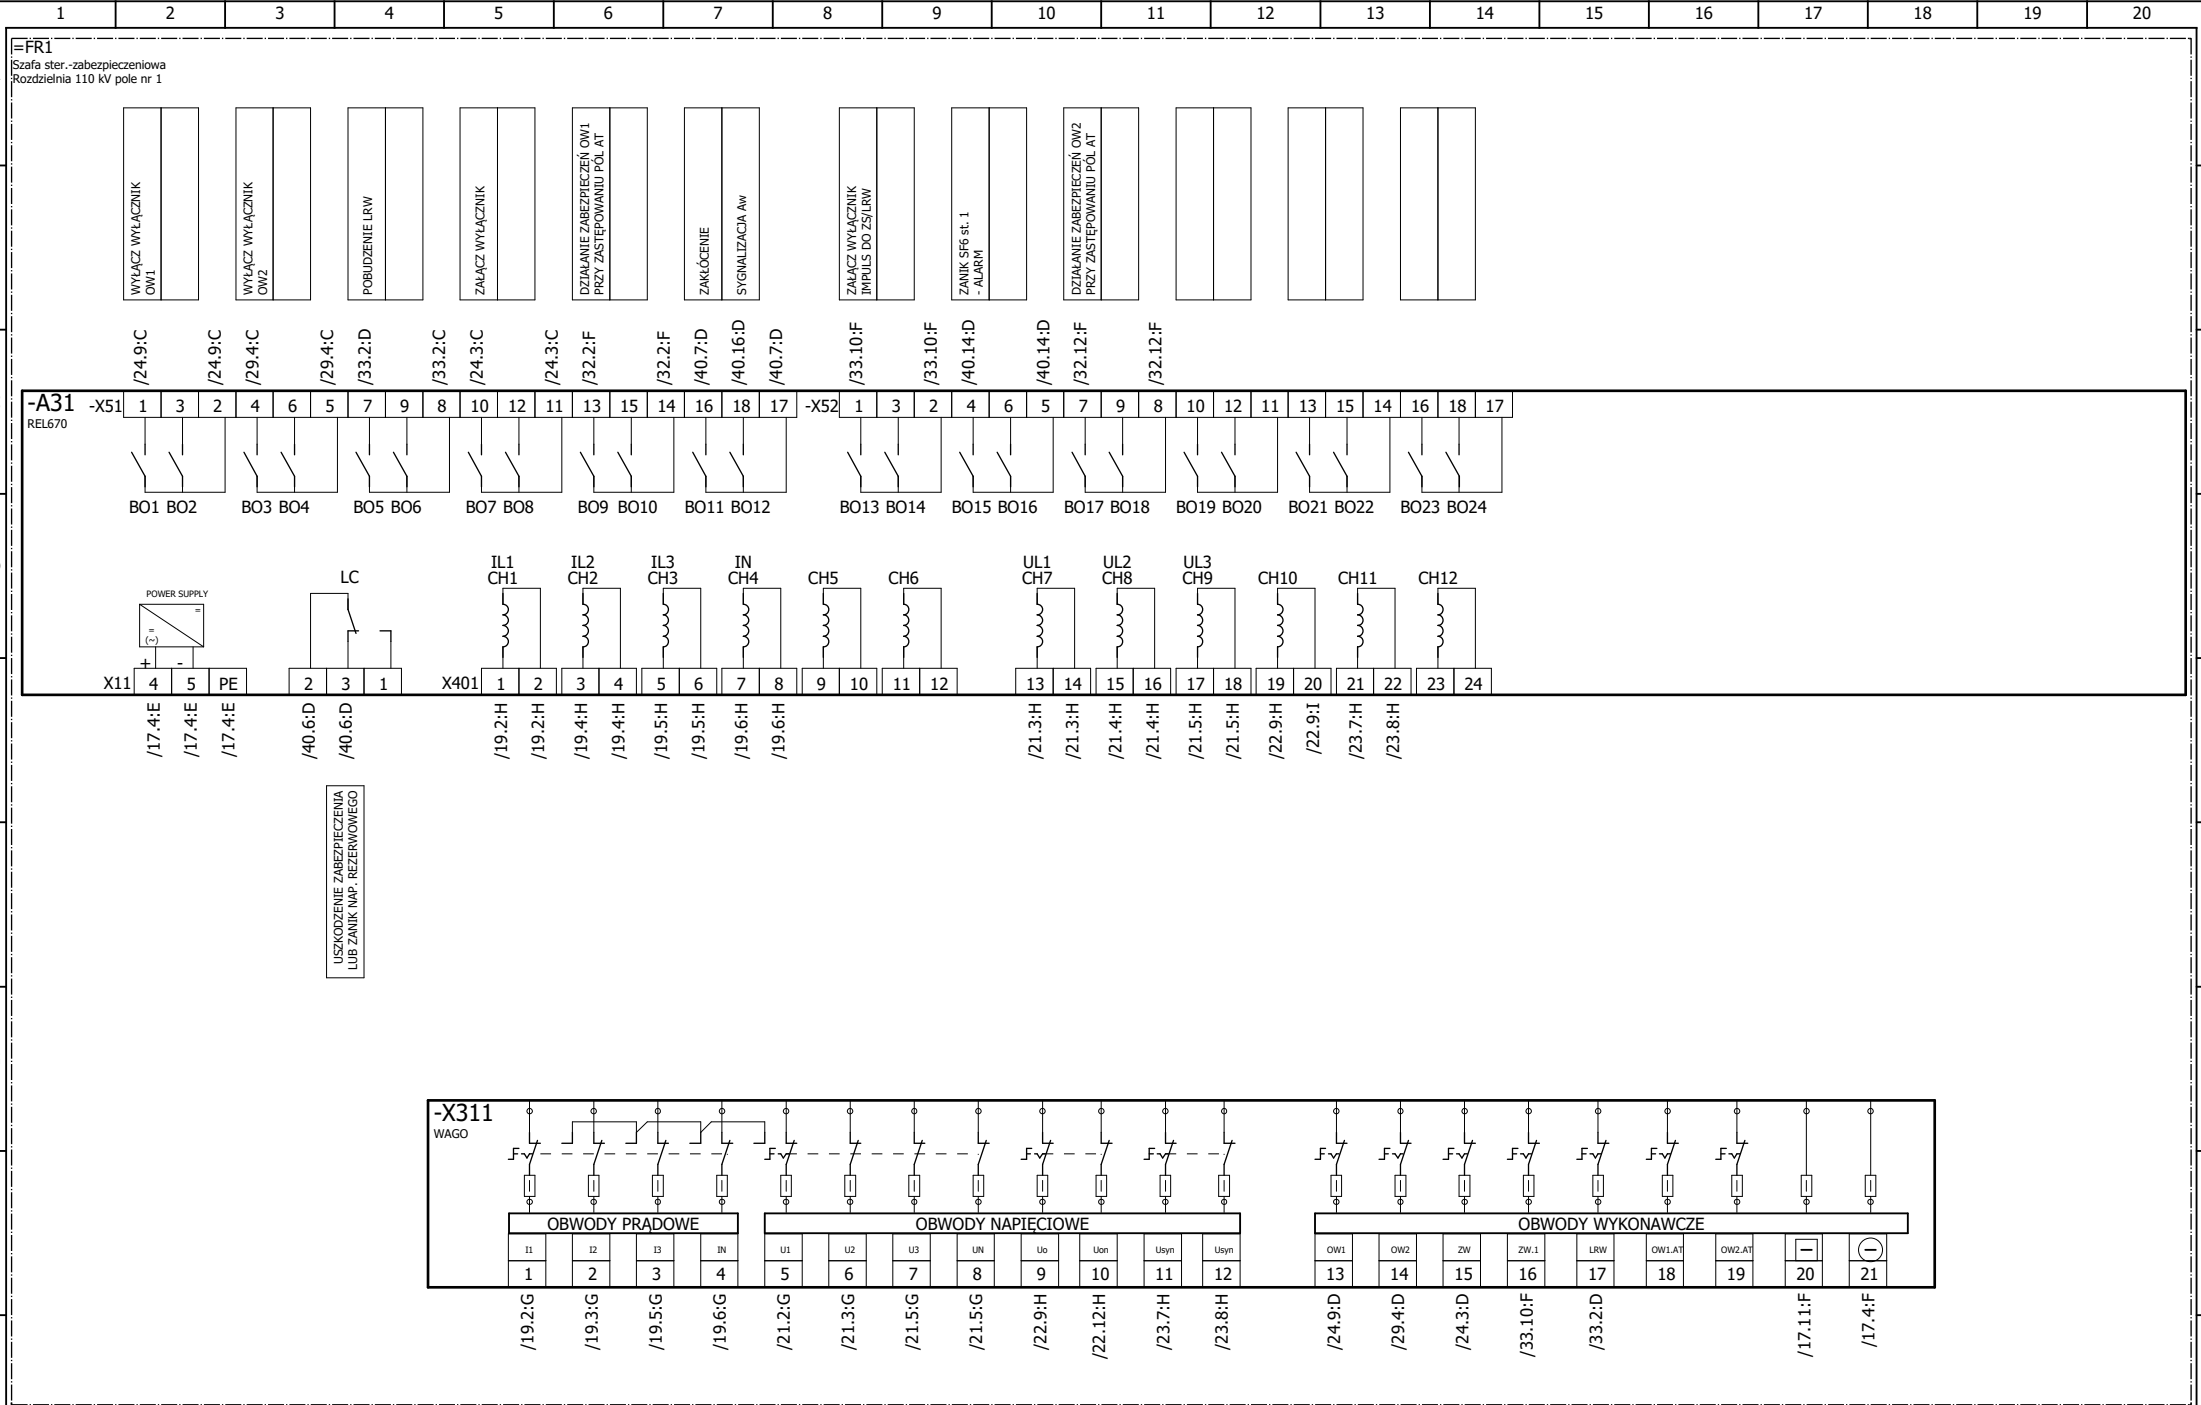 1 2 3 4 5 6 7 8 9 10 11 12 13 14 15 16 17 18 19 20
=FR1
Szafa ster.-zabezpieczeniowa
Rozdzielnia 110 kV pole nr 1
WYŁĄCZ WYŁĄCZNIK
OW1
WYŁĄCZ WYŁĄCZNIK
OW2
POBUDZENIE LRW
ZAŁĄCZ WYŁĄCZNIK
DZIAŁANIE ZABEZPIECZEŃ OW1
PRZY ZASTĘPOWANIU PÓL AT
ZAKŁÓCENIE
SYGNALIZACJA Aw
ZAŁĄCZ WYŁĄCZNIK
IMPULS DO ZS/LRW
ZANIK SF6 st. 1
- ALARM
DZIAŁANIE ZABEZPIECZEŃ OW2
PRZY ZASTĘPOWANIU PÓL AT
/24.9:C /24.9:C /29.4:C /29.4:C /33.2:D /33.2:C /24.3:C /24.3:C /32.2:F /32.2:F /40.7:D /40.16:D /40.7:D /33.10:F /33.10:F /40.14:D /40.14:D /32.12:F /32.12:F
-A31 -X51 1 3 2 4 6 5 7 9 8 10 12 11 13 15 14 16 18 17 -X52 1 3 2 4 6 5 7 9 8 10 12 11 13 15 14 16 18 17
REL670
BO1 BO2 BO3 BO4 BO5 BO6 BO7 BO8 BO9 BO10 BO11 BO12 BO13 BO14 BO15 BO16 BO17 BO18 BO19 BO20 BO21 BO22 BO23 BO24
IL1 IL2 IL3 IN UL1 UL2 UL3
LC CH1 CH2 CH3 CH4 CH5 CH6 CH7 CH8 CH9 CH10 CH11 CH12
POWER SUPPLY
=
=
(~)
+ -
X11 4 5 PE 2 3 1 X401 1 2 3 4 5 6 7 8 9 10 11 12 13 14 15 16 17 18 19 20 21 22 23 24
/17.4:E /17.4:E /17.4:E /40.6:D /40.6:D /19.2:H /19.2:H /19.4:H /19.4:H /19.5:H /19.5:H /19.6:H /19.6:H /21.3:H /21.3:H /21.4:H /21.4:H /21.5:H /21.5:H /22.9:H /22.9:I /23.7:H /23.8:H
USZKODZENIE ZABEZPIECZENIA
LUB ZANIK NAP. REZERWOWEGO
-X311
WAGO
OBWODY PRĄDOWE OBWODY NAPIĘCIOWE OBWODY WYKONAWCZE
I1 I2 I3 IN U1 U2 U3 UN Uo Uon Usyn Usyn OW1 OW2 ZW ZW.1 LRW OW1.AT OW2.AT
1 2 3 4 5 6 7 8 9 10 11 12 13 14 15 16 17 18 19 20 21
/19.2:G /19.3:G /19.5:G /19.6:G /21.2:G /21.3:G /21.5:G /21.5:G /22.9:H /22.12:H /23.7:H /23.8:H /24.9:D /29.4:D /24.3:D /33.10:F /33.2:D /17.11:F /17.4:F